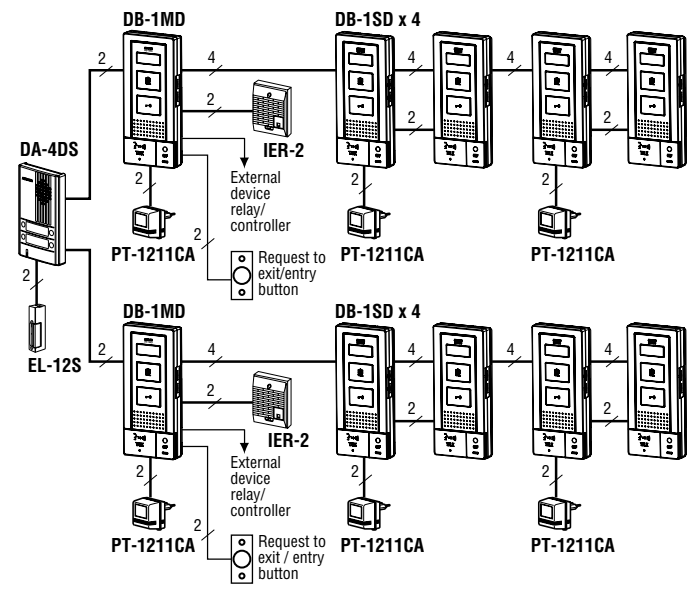 DB-1MD
DB-1SD x 4
2
4
4
4
4
2
IER-2
2
2
DA-4DS
External
device
relay/
controller
2
2
2
PT-1211CA
PT-1211CA
PT-1211CA
2
Request to
exit/entry
button
2
EL-12S
DB-1MD
DB-1SD x 4
2
4
4
4
4
2
IER-2
2
2
External
device
relay/
controller
2
2
2
PT-1211CA
PT-1211CA
PT-1211CA
2
Request to
exit / entry
button